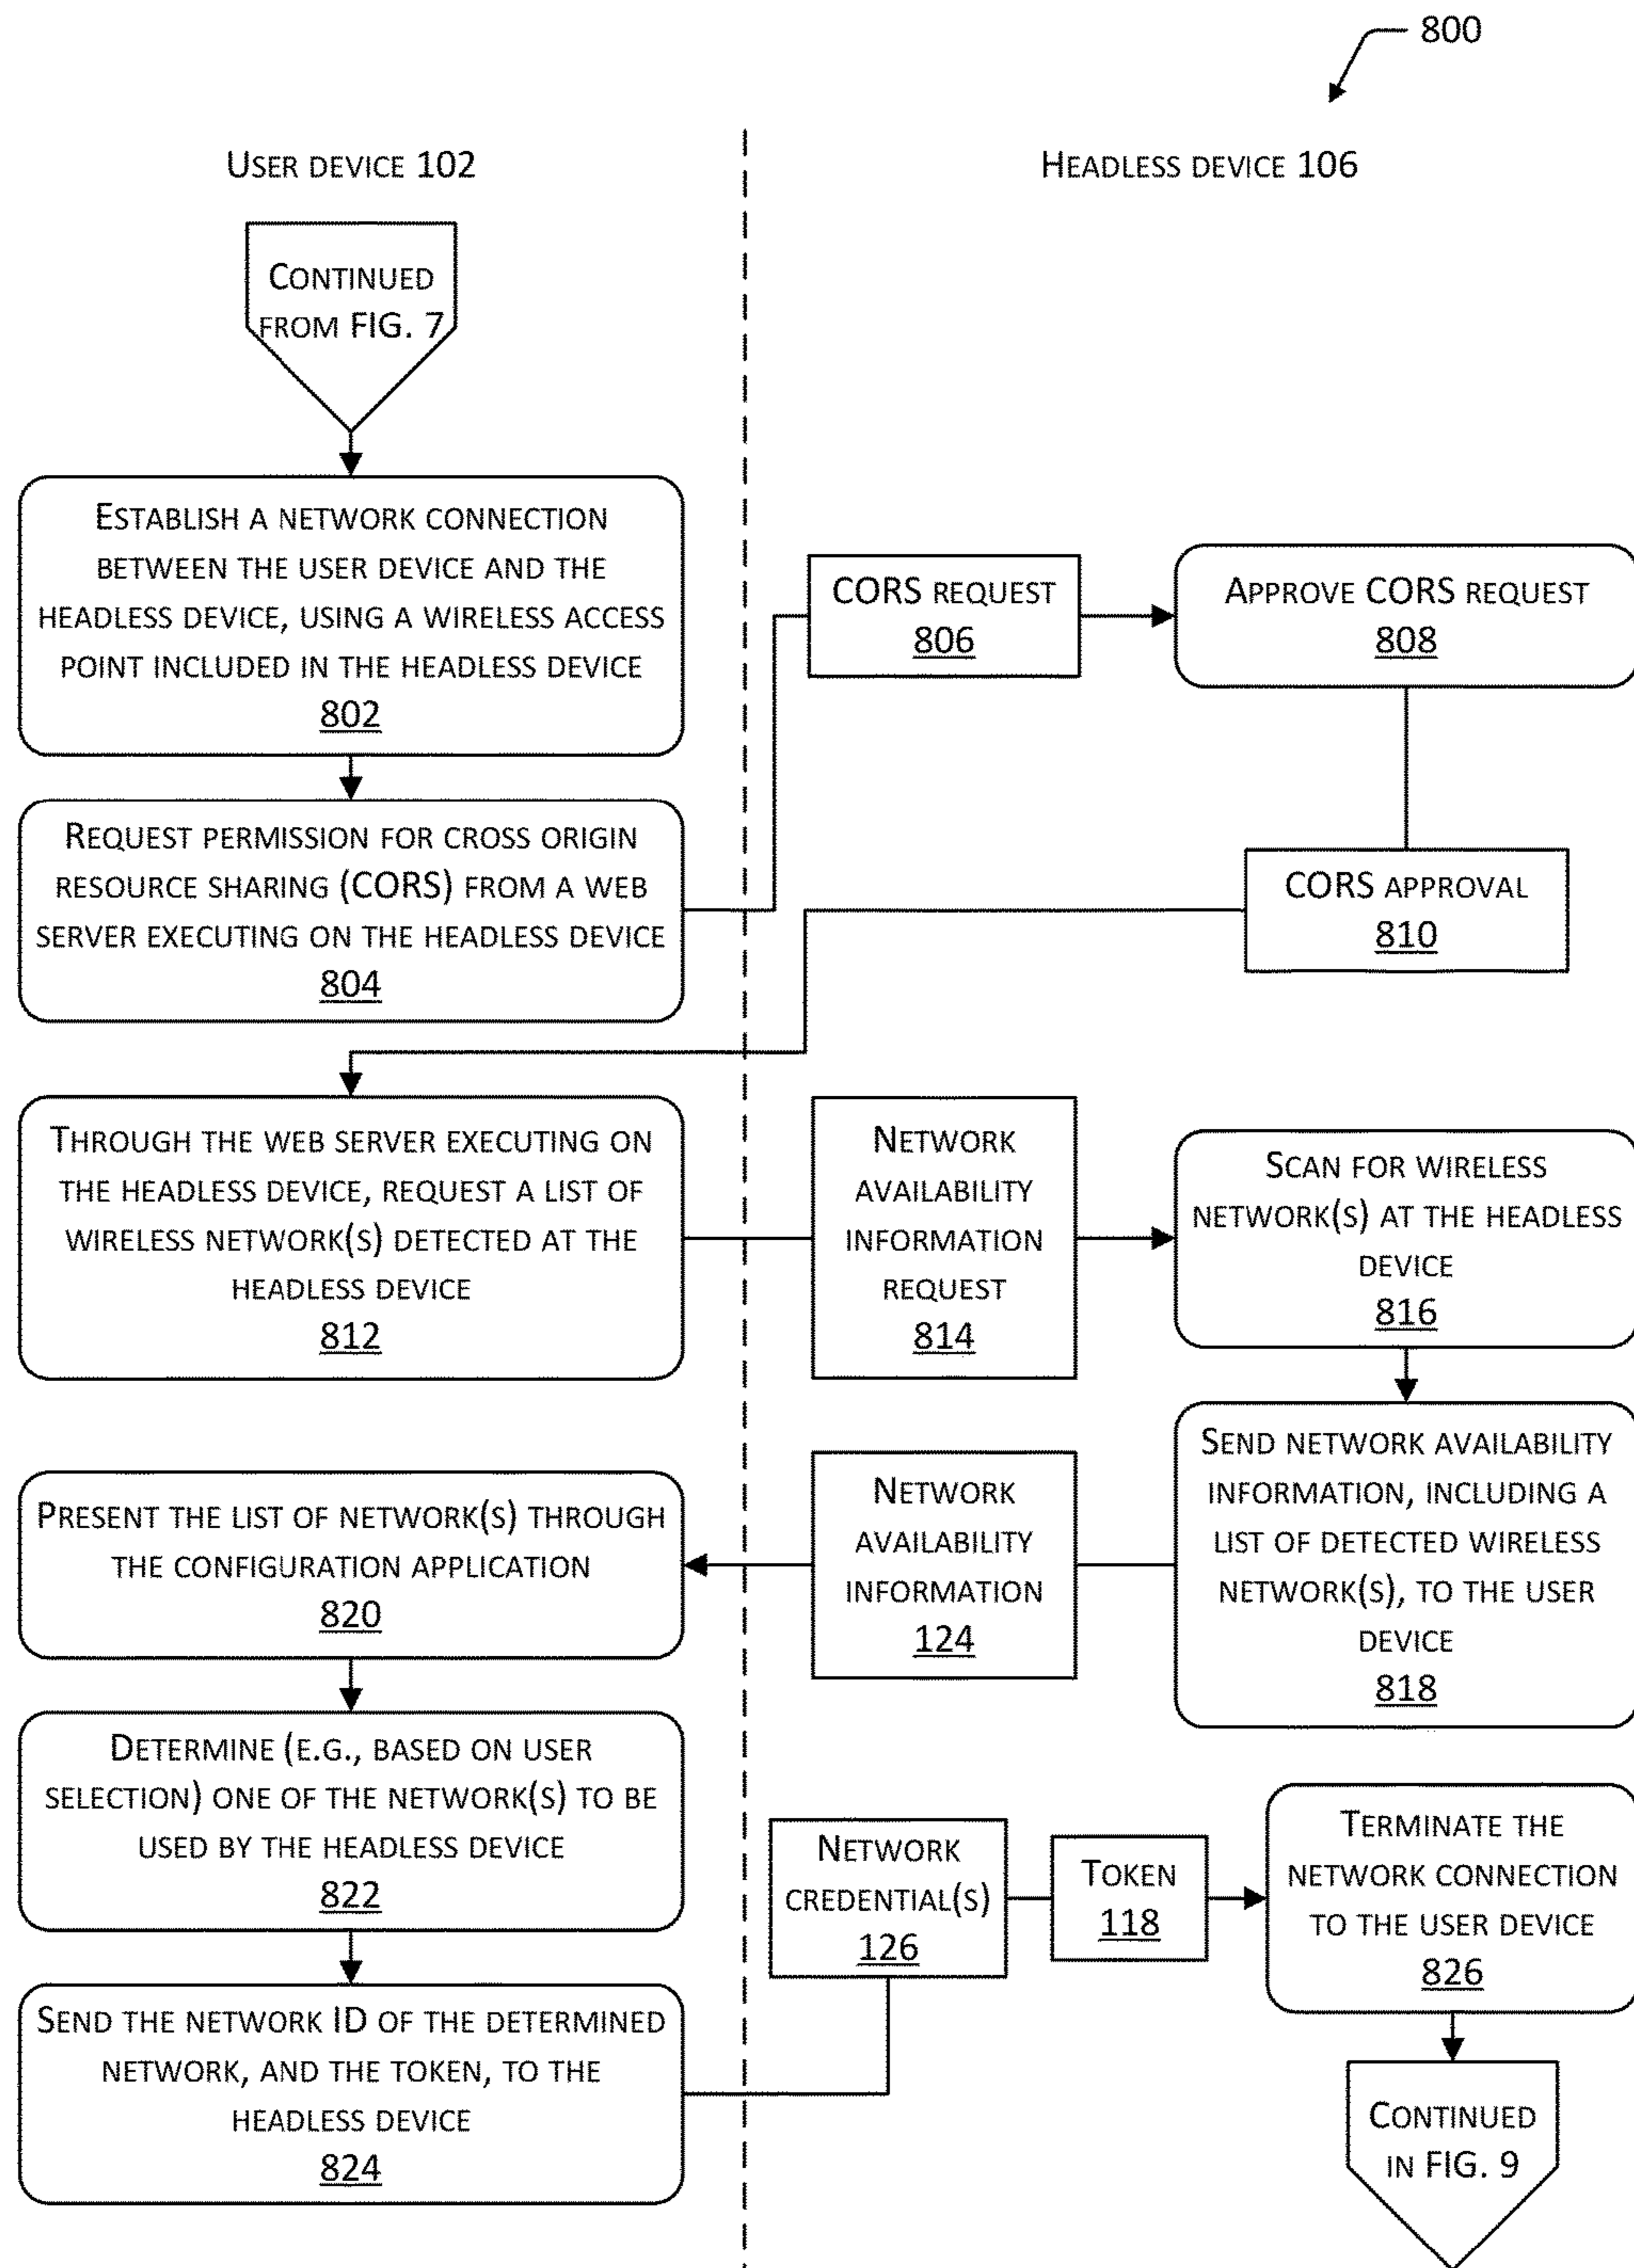 800
USER DEVICE 102
HEADLESS DEVICE 106
CONTINUED
FROM FIG. 7
ESTABLISH A NETWORK CONNECTION
BETWEEN THE USER DEVICE AND THE
HEADLESS DEVICE, USING A WIRELESS ACCESS
POINT INCLUDED IN THE HEADLESS DEVICE
802
CORS REQUEST
806
APPROVE CORS REQUEST
808
REQUEST PERMISSION FOR CROSS ORIGIN
RESOURCE SHARING (CORS) FROM A WEB
SERVER EXECUTING ON THE HEADLESS DEVICE
804
CORS APPROVAL
810
THROUGH THE WEB SERVER EXECUTING ON
THE HEADLESS DEVICE, REQUEST A LIST OF
WIRELESS NETWORK(S) DETECTED AT THE
HEADLESS DEVICE
812
NETWORK
AVAILABILITY
INFORMATION
REQUEST
814
SCAN FOR WIRELESS
NETWORK(S) AT THE HEADLESS
DEVICE
816
SEND NETWORK AVAILABILITY
INFORMATION, INCLUDING A
LIST OF DETECTED WIRELESS
NETWORK(S), TO THE USER
DEVICE
818
NETWORK
AVAILABILITY
INFORMATION
124
PRESENT THE LIST OF NETWORK(S) THROUGH
THE CONFIGURATION APPLICATION
820
DETERMINE (E.G., BASED ON USER
SELECTION) ONE OF THE NETWORK(S) TO BE
USED BY THE HEADLESS DEVICE
822
SEND THE NETWORK ID OF THE DETERMINED
NETWORK, AND THE TOKEN, TO THE
HEADLESS DEVICE
824
NETWORK
CREDENTIAL(S)
126
TOKEN
118
TERMINATE THE
NETWORK CONNECTION
TO THE USER DEVICE
826
CONTINUED
IN FIG. 9